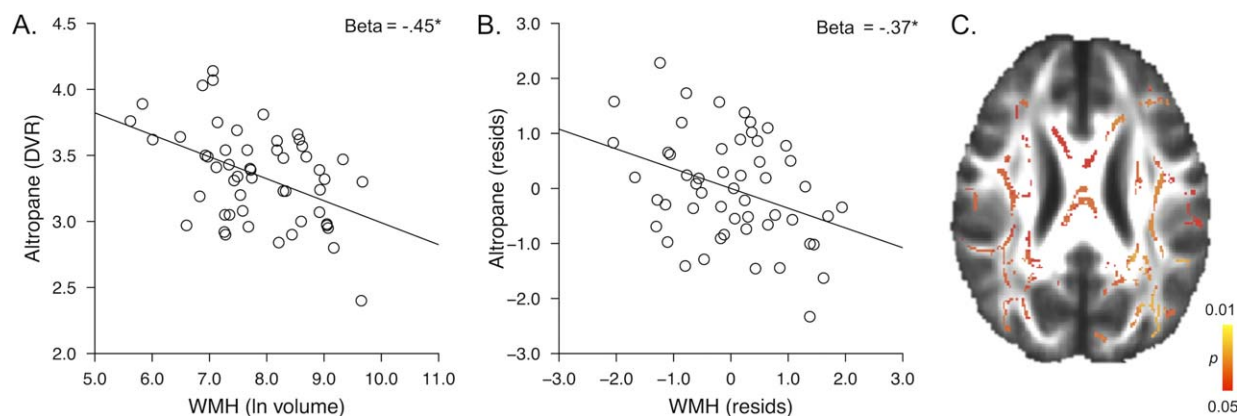 A.
Beta = -.45*
Altropane (DVR)
4.5
4.0
3.5
3.0
2.5
2.0
5.0 6.0 7.0 8.0 9.0 10.0 11.0
WMH (ln volume)
B.
Beta = -.37*
Altropane (resids)
3.0
2.0
1.0
0
−1.0
−2.0
−3.0
−3.0 −2.0 −1.0 0 1.0 2.0 3.0
WMH (resids)
C.
0.01
p
0.05